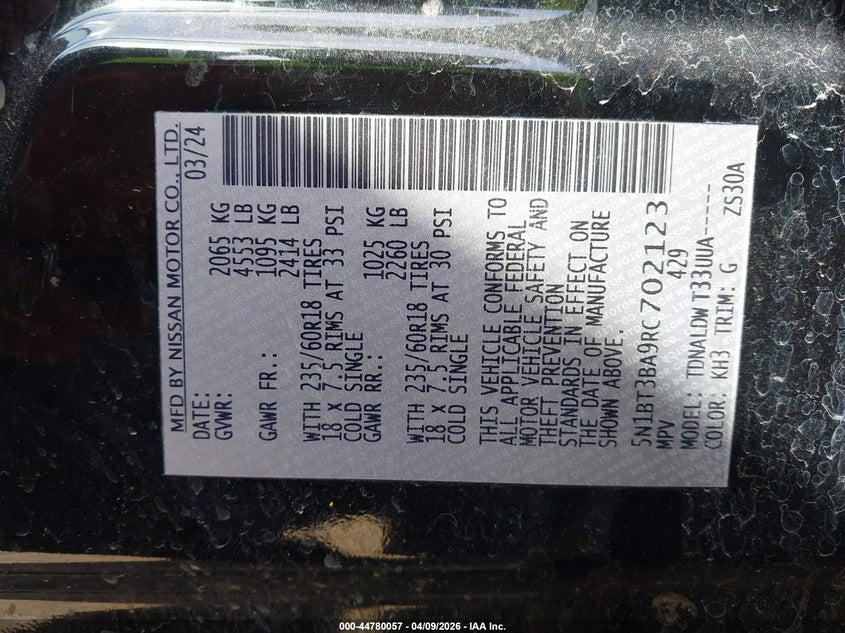 MFD BY NISSAN MOTOR CO., LTD.
DATE: 03/24
GVWR: 2065 KG
4553 LB
GAWR FR.: 1095 KG
2414 LB
WITH 235/60R18 TIRES
18 X 7.5 RIMS AT 33 PSI
COLD SINGLE
GAWR RR.: 1025 KG
2260 LB
WITH 235/60R18 TIRES
18 X 7.5 RIMS AT 30 PSI
COLD SINGLE
THIS VEHICLE CONFORMS TO
ALL APPLICABLE FEDERAL
MOTOR VEHICLE SAFETY AND
THEFT PREVENTION
STANDARDS IN EFFECT ON
THE DATE OF MANUFACTURE
SHOWN ABOVE.
5N1BT3BA9RC702123
MPV 429
MODEL: TDNALDW T33UUA-----
COLOR: KH3 TRIM: G ZS30A
000-44780057 - 04/09/2026 - IAA Inc.